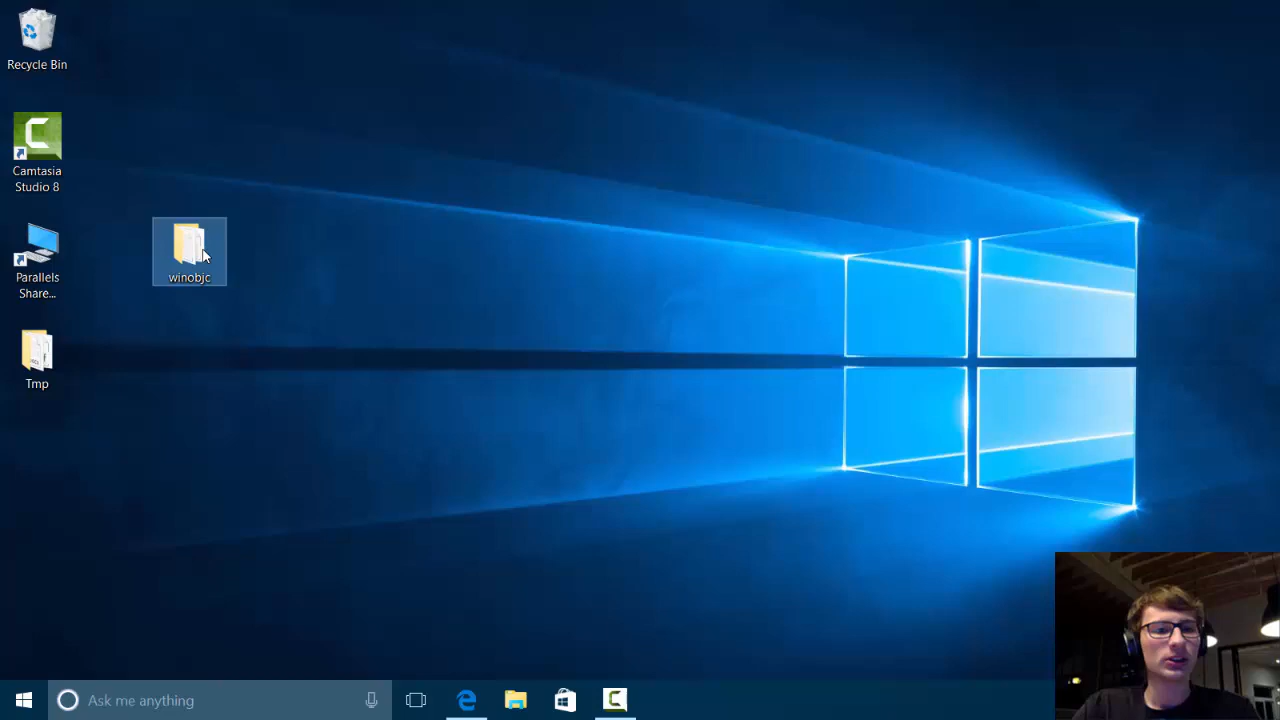 Recycle Bin
Camtasia
Studio 8
winobjc
Parallels
Share...
Tmp
Ask me anything